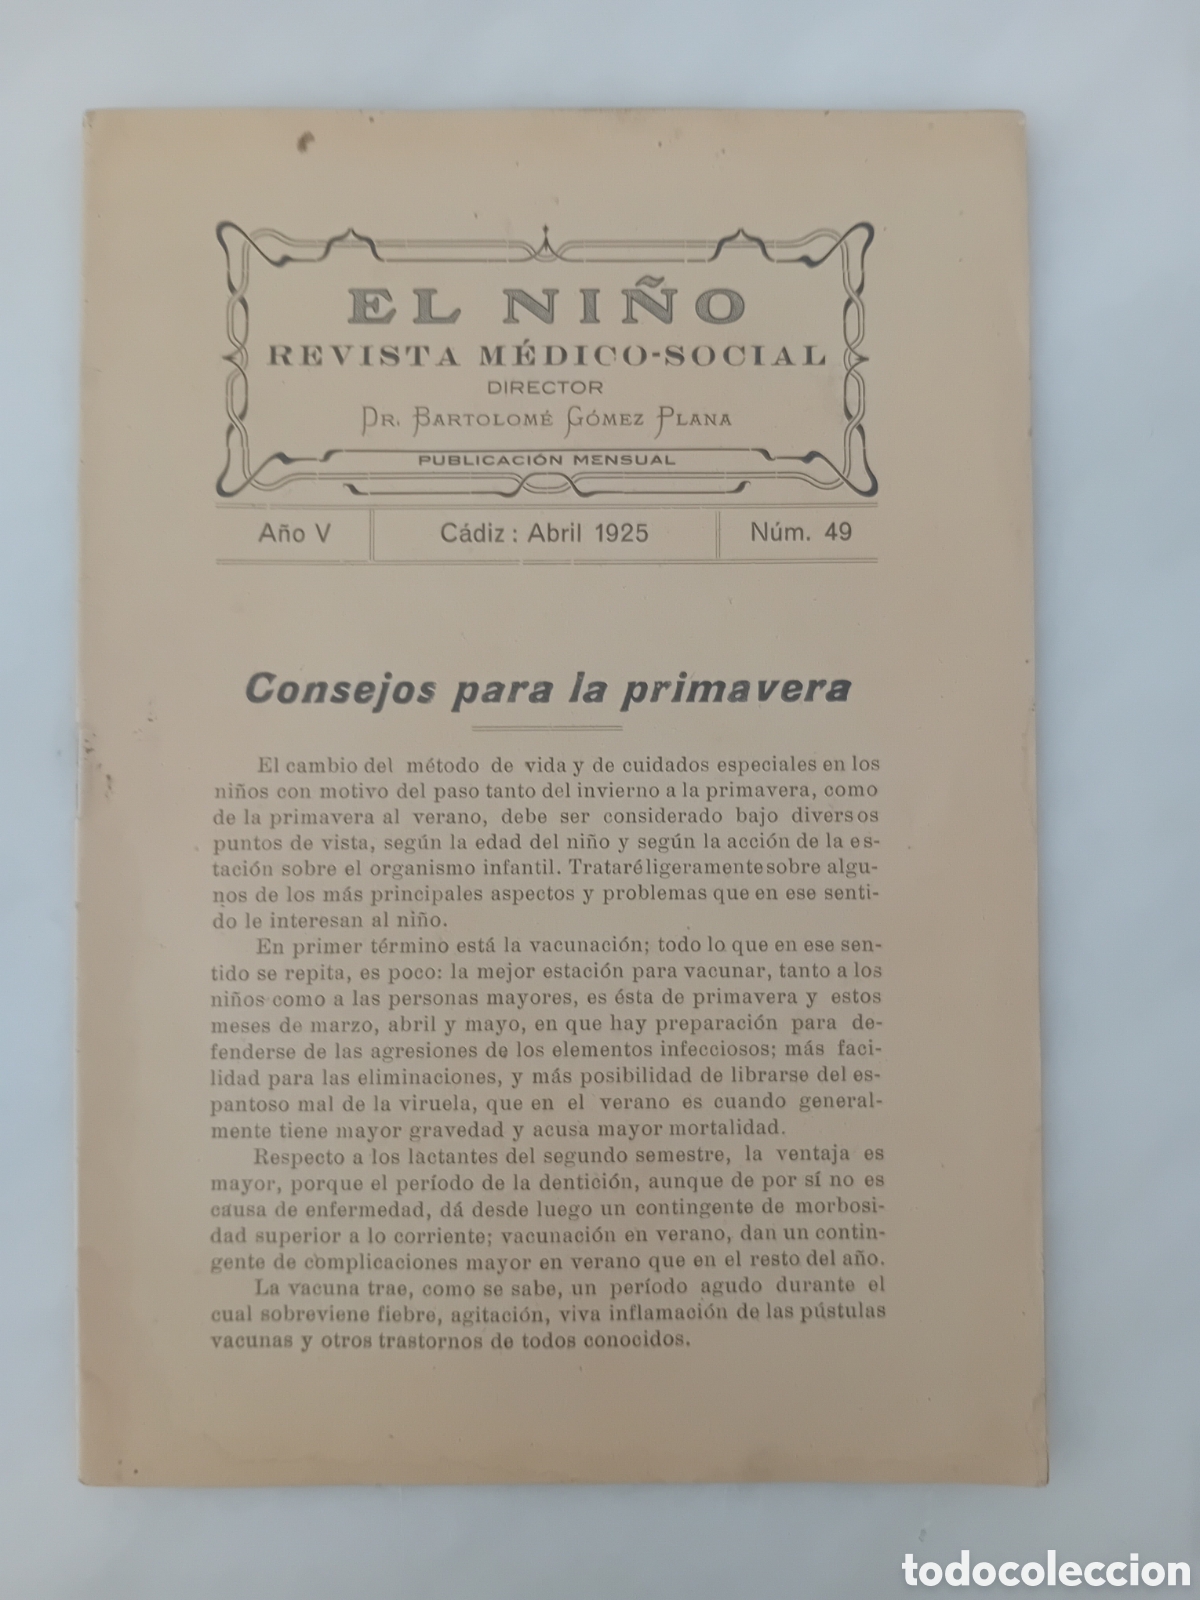 EL NIÑO
REVISTA MÉDICO-SOCIAL
DIRECTOR
DR. BARTOLOMÉ GÓMEZ PLANA
PUBLICACIÓN MENSUAL
Año V
Cádiz: Abril 1925
Núm. 49
Consejos para la primavera
El cambio del método de vida y de cuidados especiales en los
niños con motivo del paso tanto del invierno a la primavera, como
de la primavera al verano, debe ser considerado bajo diversos
puntos de vista, según la edad del niño y según la acción de la es-
tación sobre el organismo infantil. Trataré ligeramente sobre algu-
nos de los más principales aspectos y problemas que en ese senti-
do le interesan al niño.
En primer término está la vacunación; todo lo que en ese sen-
tido se repita, es poco: la mejor estación para vacunar, tanto a los
niños como a las personas mayores, es ésta de primavera y estos
meses de marzo, abril y mayo, en que hay preparación para de-
fenderse de las agresiones de los elementos infecciosos; más faci-
lidad para las eliminaciones, y más posibilidad de librarse del es-
pantoso mal de la viruela, que en el verano es cuando general-
mente tiene mayor gravedad y acusa mayor mortalidad.
Respecto a los lactantes del segundo semestre, la ventaja es
mayor, porque el período de la dentición, aunque de por sí no es
causa de enfermedad, dá desde luego un contingente de morbosi-
dad superior a lo corriente; vacunación en verano, dan un contin-
gente de complicaciones mayor en verano que en el resto del año.
La vacuna trae, como se sabe, un período agudo durante el
cual sobreviene fiebre, agitación, viva inflamación de las pústulas
vacunas y otros trastornos de todos conocidos.
todocoleccion